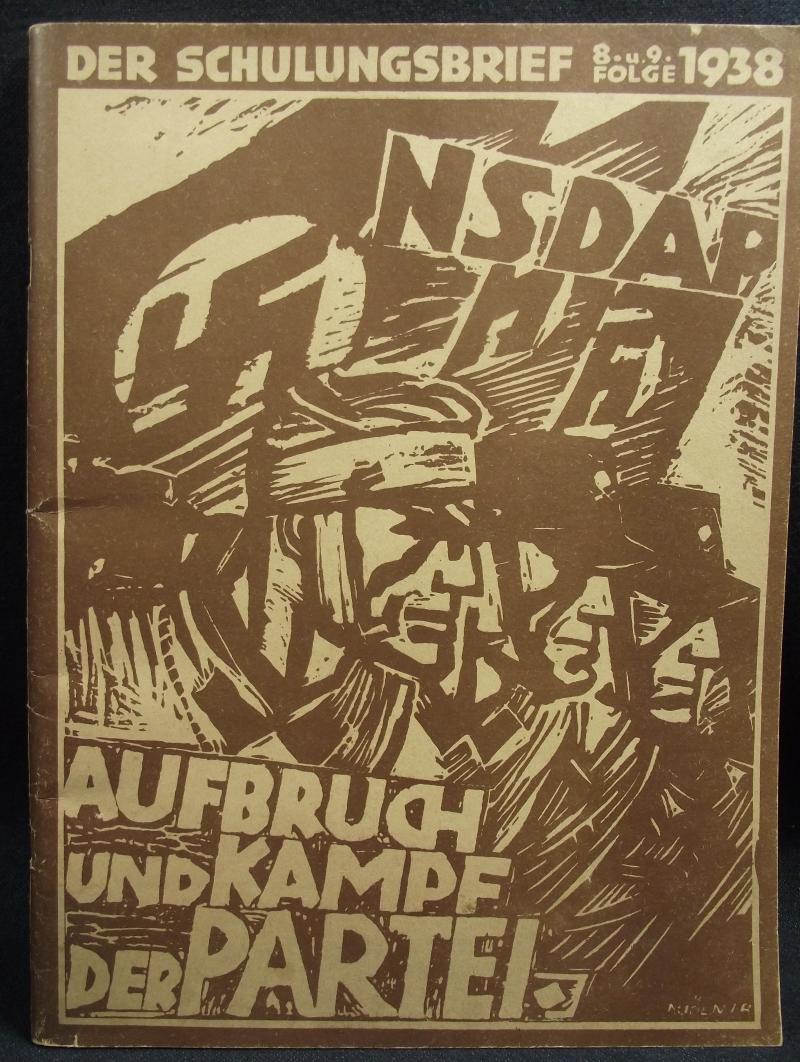 DER SCHULUNGSBRIEF 8. u. 9. FOLGE 1938
NSDAP
AUFBRUCH
UND KAMPF
DER PARTEI.